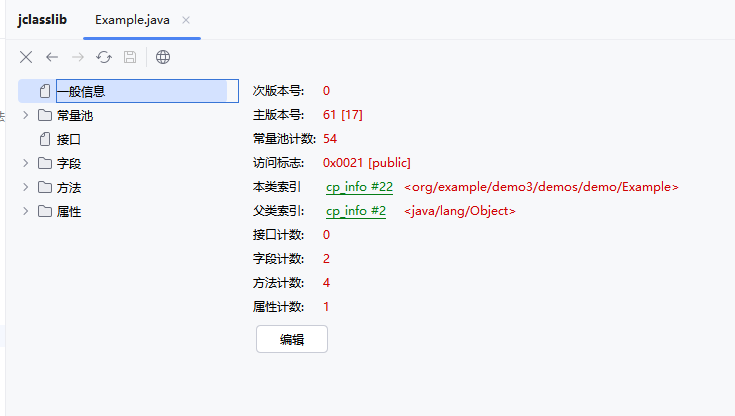 jclasslib Example.java
一般信息
常量池
接口
字段
方法
属性
次版本号: 0
主版本号: 61 [17]
常量池计数: 54
访问标志: 0x0021 [public]
本类索引 cp_info #22 <org/example/demo3/demos/demo/Example>
父类索引: cp_info #2 <java/lang/Object>
接口计数: 0
字段计数: 2
方法计数: 4
属性计数: 1
编辑